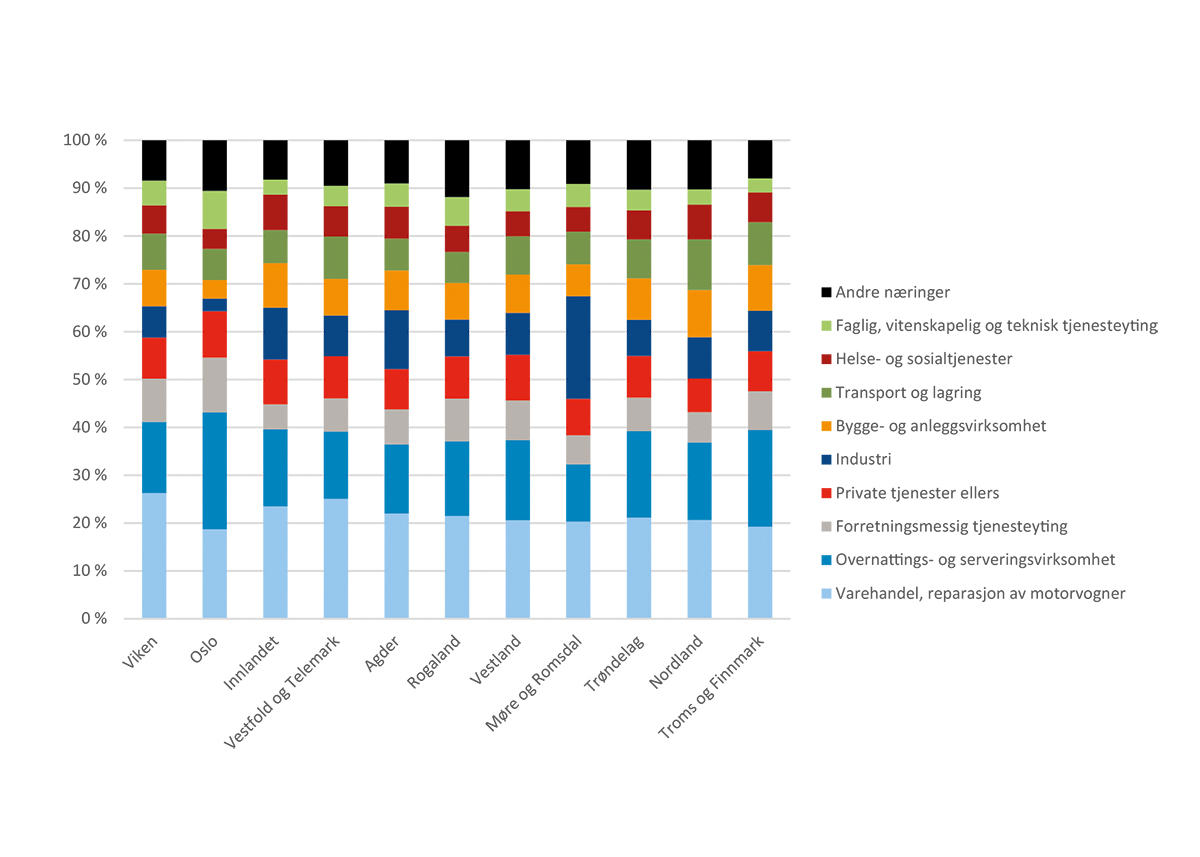 100 %
90 %
80 %
70 %
60 %
50 %
40 %
30 %
20 %
10 %
0 %
Viken
Oslo
Innlandet
Vestfold og Telemark
Agder
Rogaland
Vestland
Møre og Romsdal
Trøndelag
Nordland
Troms og Finnmark
Andre næringer
Faglig, vitenskapelig og teknisk tjenesteyting
Helse- og sosialtjenester
Transport og lagring
Bygge- og anleggsvirksomhet
Industri
Private tjenester ellers
Forretningsmessig tjenesteyting
Overnattings- og serveringsvirksomhet
Varehandel, reparasjon av motorvogner